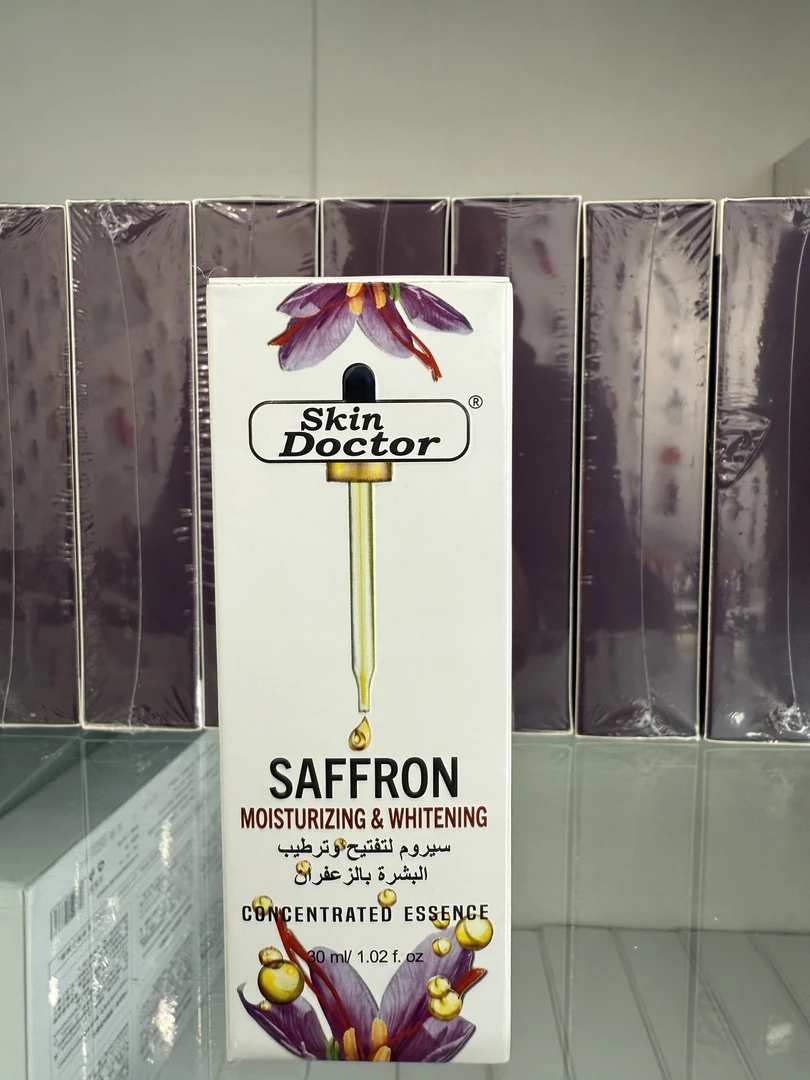 Skin
Doctor ®
SAFFRON
MOISTURIZING & WHITENING
سيروم لتفتيح وترطيب
البشرة بالزعفران
CONCENTRATED ESSENCE
30 ml/ 1.02 f. oz